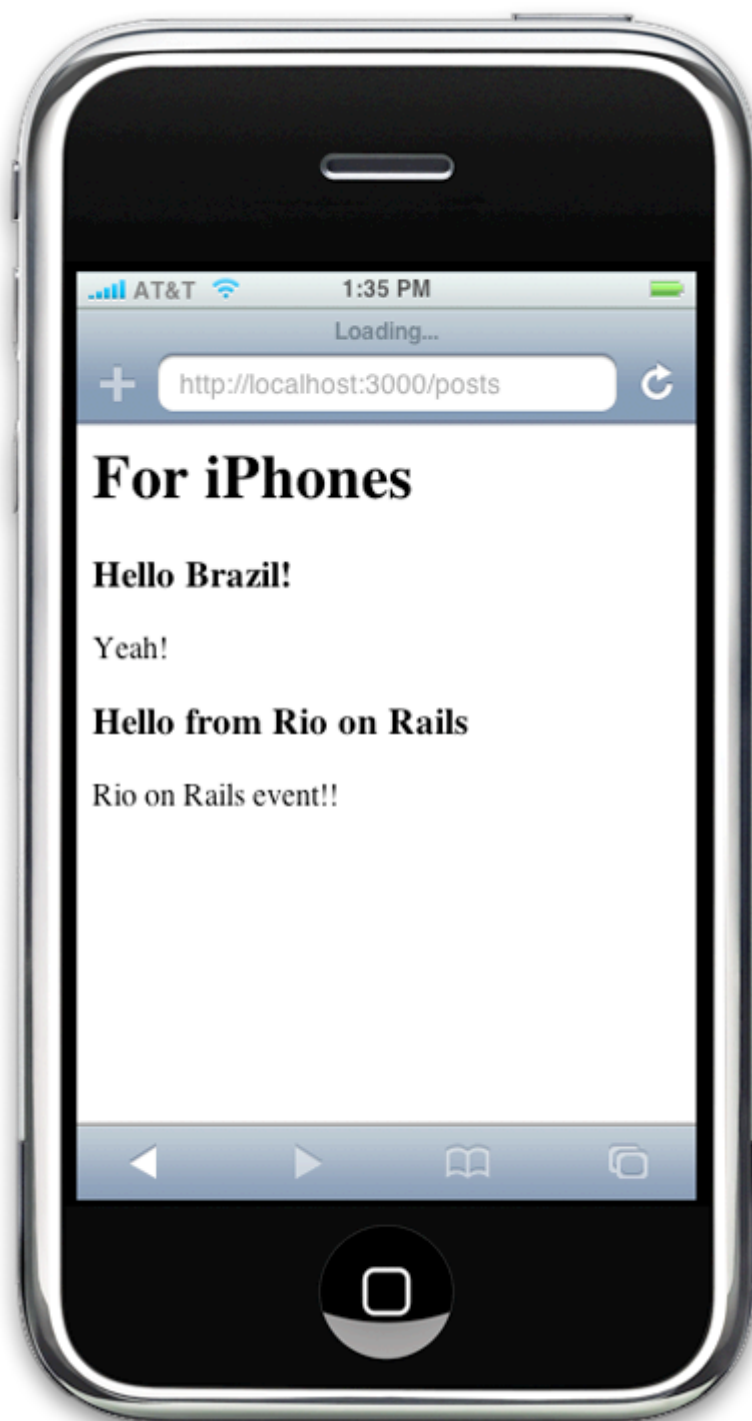 AT&T 1:35 PM
Loading...
http://localhost:3000/posts
For iPhones
Hello Brazil!
Yeah!
Hello from Rio on Rails
Rio on Rails event!!